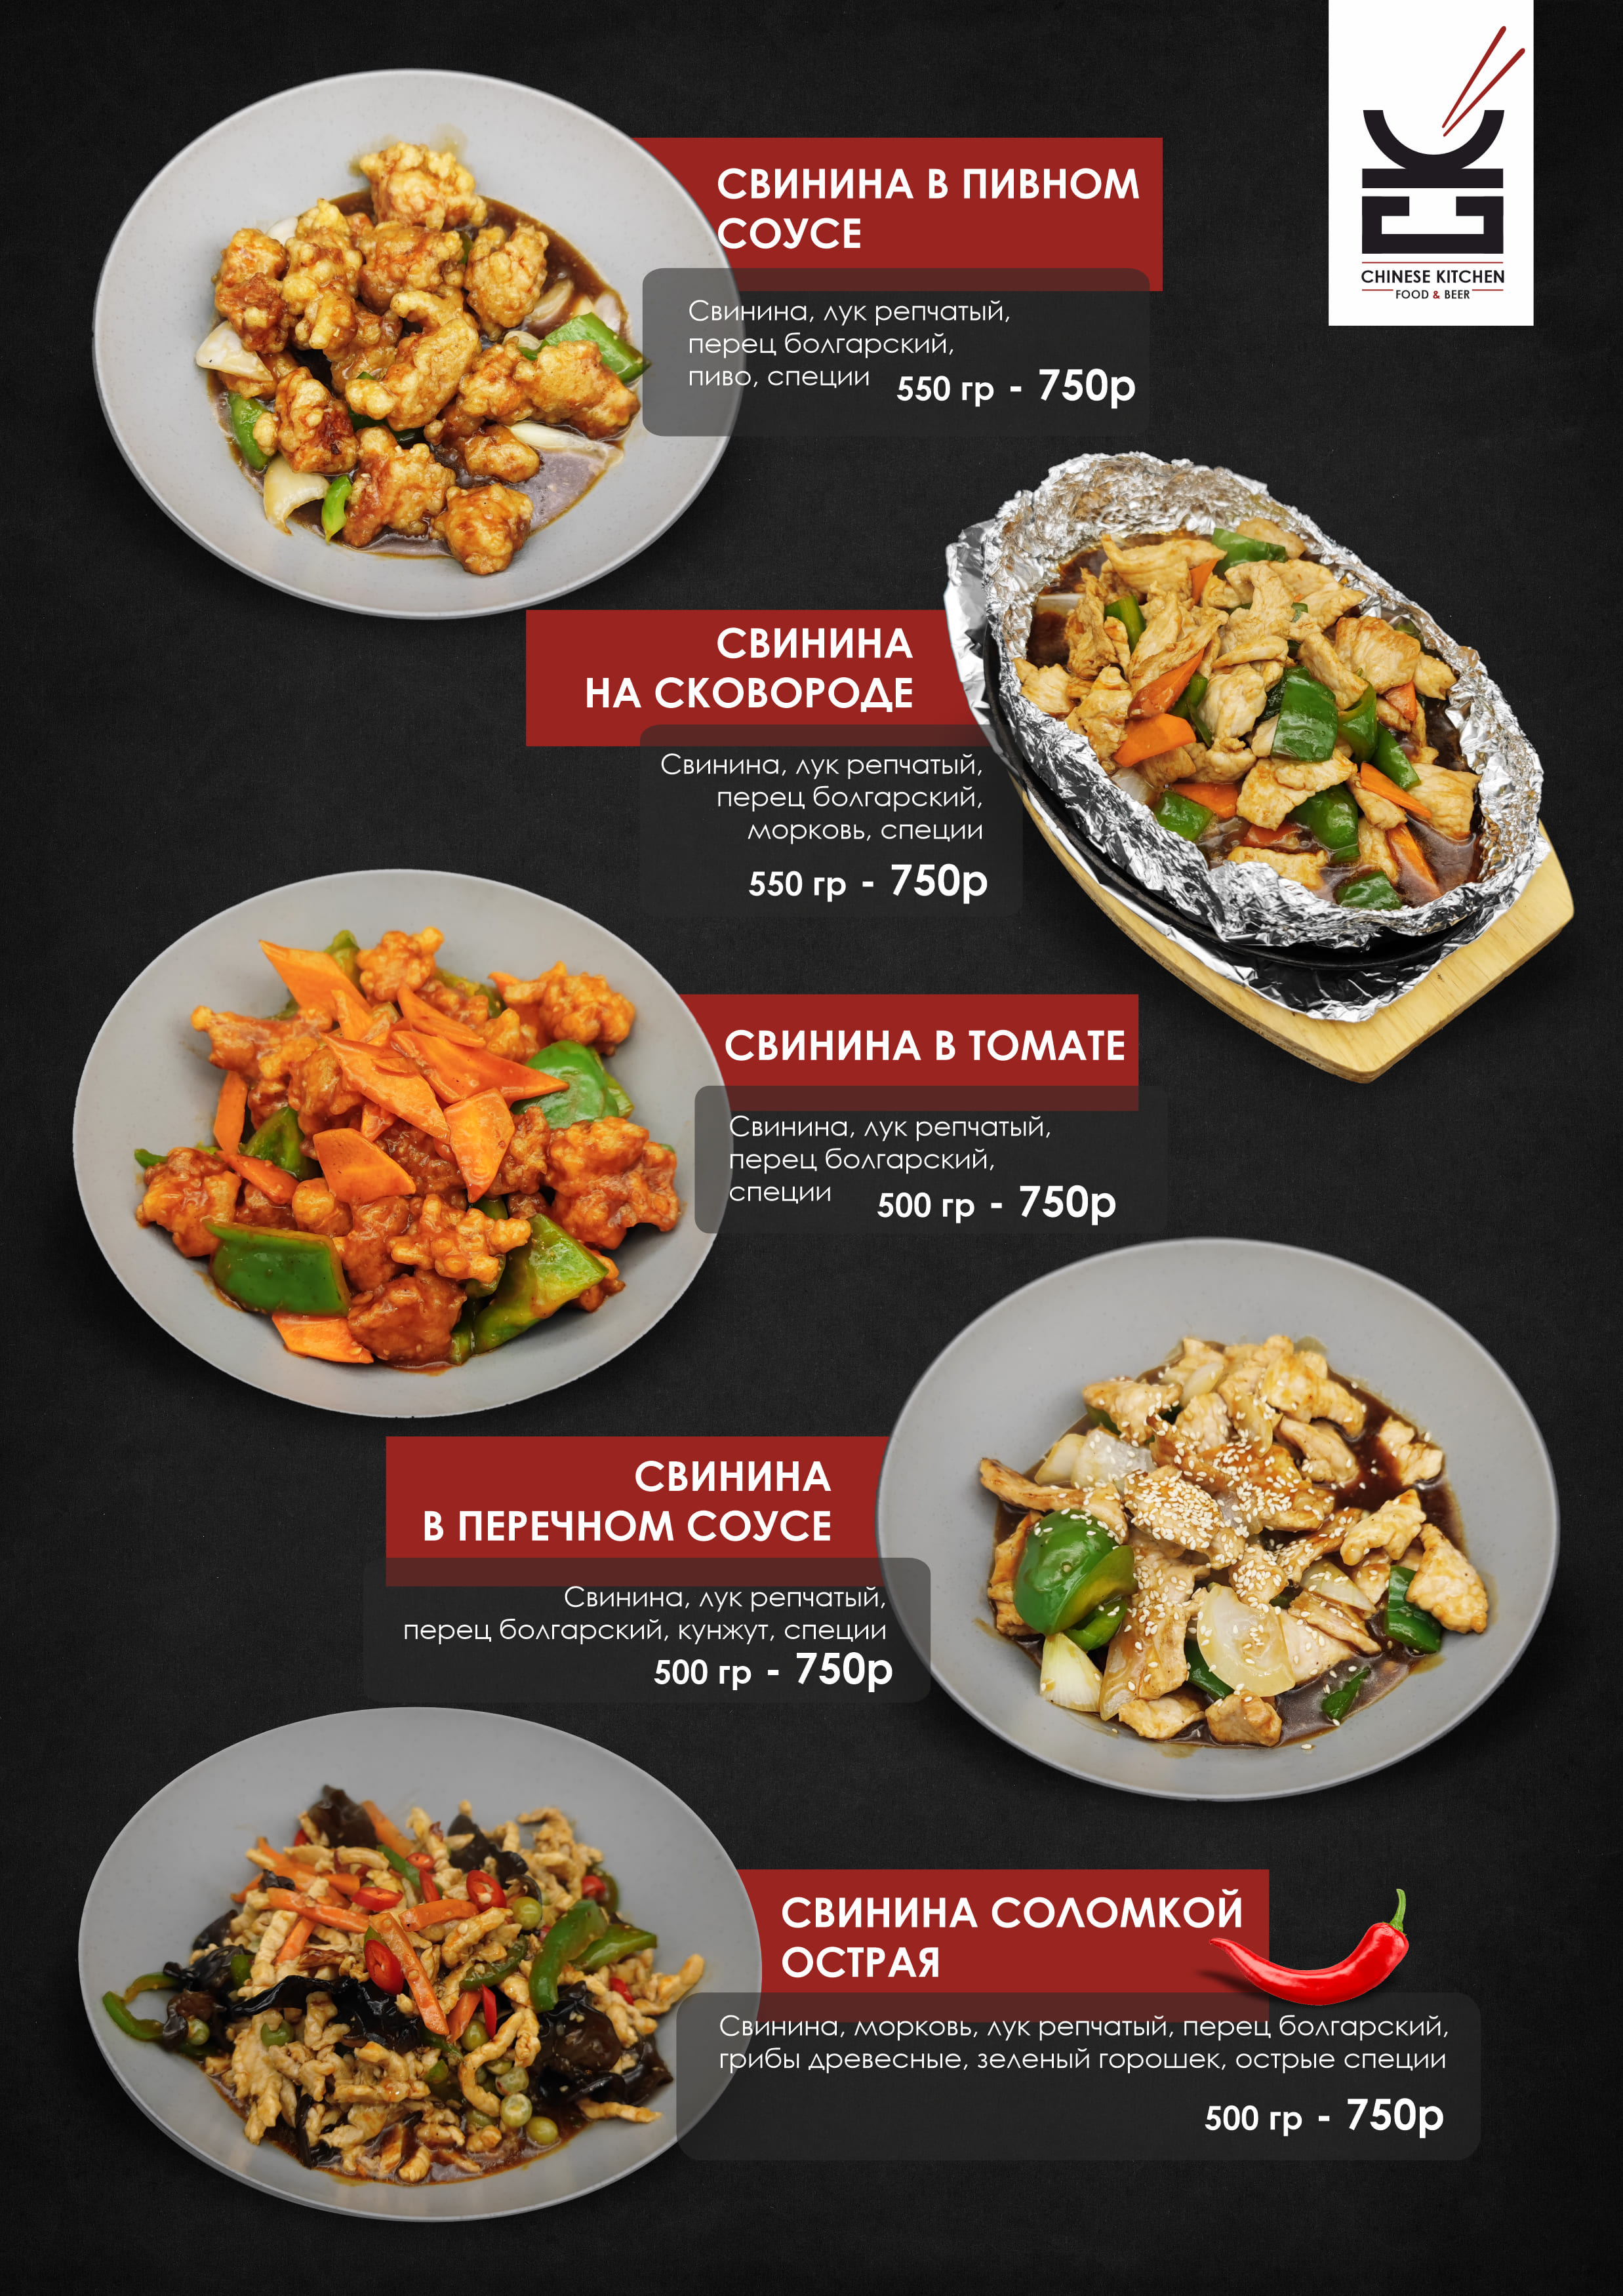 CHINESE KITCHEN
FOOD & BEER
СВИНИНА В ПИВНОМ
СОУСЕ
Свинина, лук репчатый,
перец болгарский,
пиво, специи 550 гр - 750р
СВИНИНА
НА СКОВОРОДЕ
Свинина, лук репчатый,
перец болгарский,
морковь, специи
550 гр - 750р
СВИНИНА В ТОМАТЕ
Свинина, лук репчатый,
перец болгарский,
специи 500 гр - 750р
СВИНИНА
В ПЕРЕЧНОМ СОУСЕ
Свинина, лук репчатый,
перец болгарский, кунжут, специи
500 гр - 750р
СВИНИНА СОЛОМКОЙ
ОСТРАЯ
Свинина, морковь, лук репчатый, перец болгарский,
грибы древесные, зеленый горошек, острые специи
500 гр - 750р